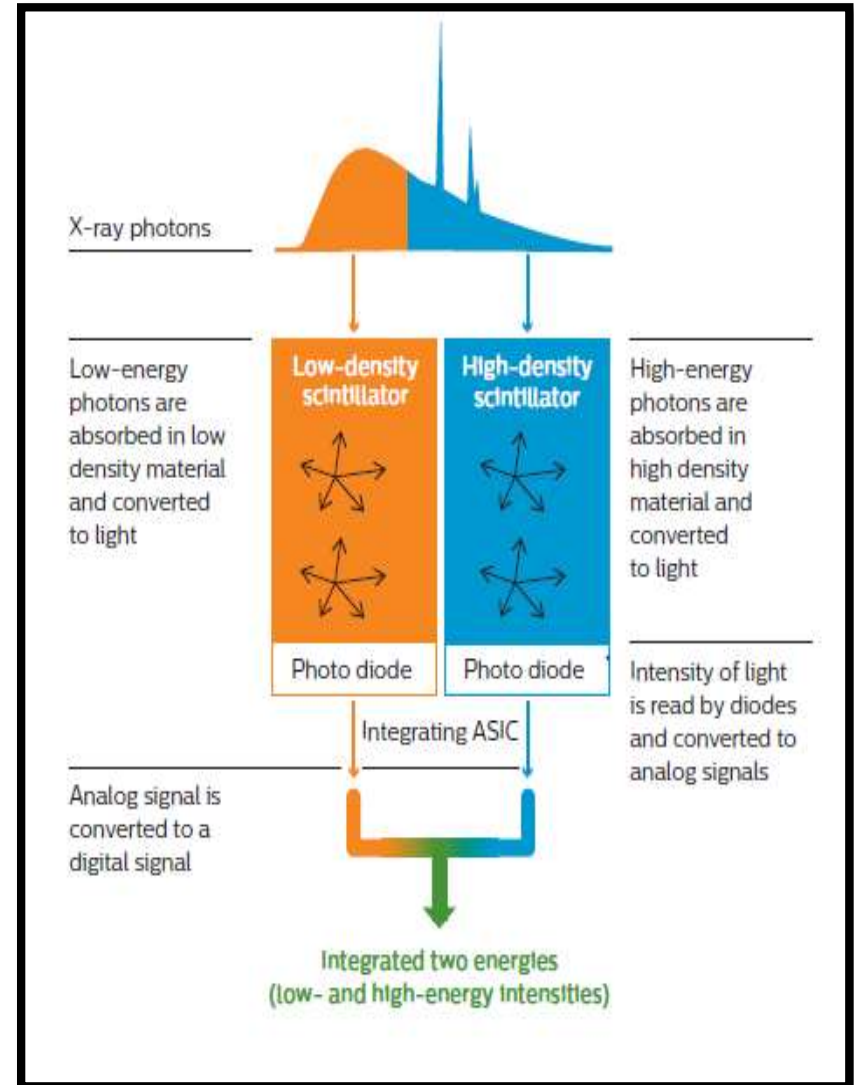 X-ray photons
Low-energy
photons are
absorbed in low
density material
and converted
to light
Low-density
scintillator
High-density
scintillator
High-energy
photons are
absorbed in
high density
material and
converted
to light
Photo diode
Photo diode
Intensity of light
is read by diodes
and converted to
analog signals
Integrating ASIC
Analog signal is
converted to a
digital signal
Integrated two energies
(low- and high-energy intensities)